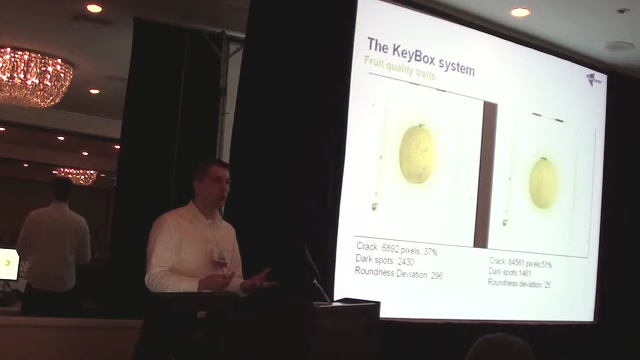 The KeyBox system
Fruit quality traits
Crack: 6892 pixels, 37%
Dark spots: 2430
Roundness Deviation: 296
Crack: 84561 pixels;51%
Dark spots 1461
Roundness deviation: 25